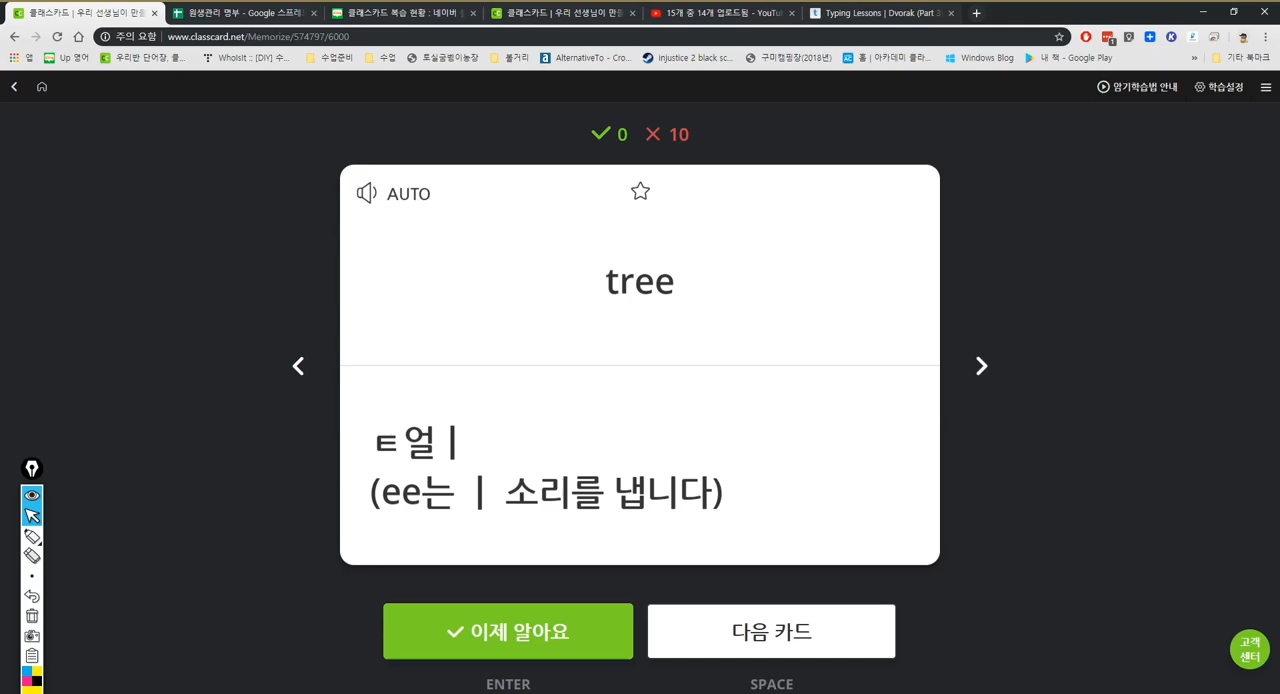 클래스카드 | 우리 선생님이 만든
원생관리 명부 - Google 스프레
클래스카드 복습 현황 : 네이버
클래스카드 | 우리 선생님이 만든
15개 중 14개 업로드됨 - YouTu
Typing Lessons | Dvorak (Part 3
주의 요함 | www.classcard.net/Memorize/574797/6000
앱
Up 영어
우리반 단어장, 클...
WhoIst :: [DIY] 수...
수업준비
수업
토실굼벵이농장
볼거리
AlternativeTo - Cro...
injustice 2 black sc...
구미캠핑장(2018년)
홈 | 아카데미 클라...
Windows Blog
내 책 - Google Play
»
기타 북마크
암기학습법 안내
학습설정
0
10
AUTO
tree
ㅌ얼ㅣ
(ee는 ㅣ 소리를 냅니다)
이제 알아요
다음 카드
ENTER
SPACE
고객
센터